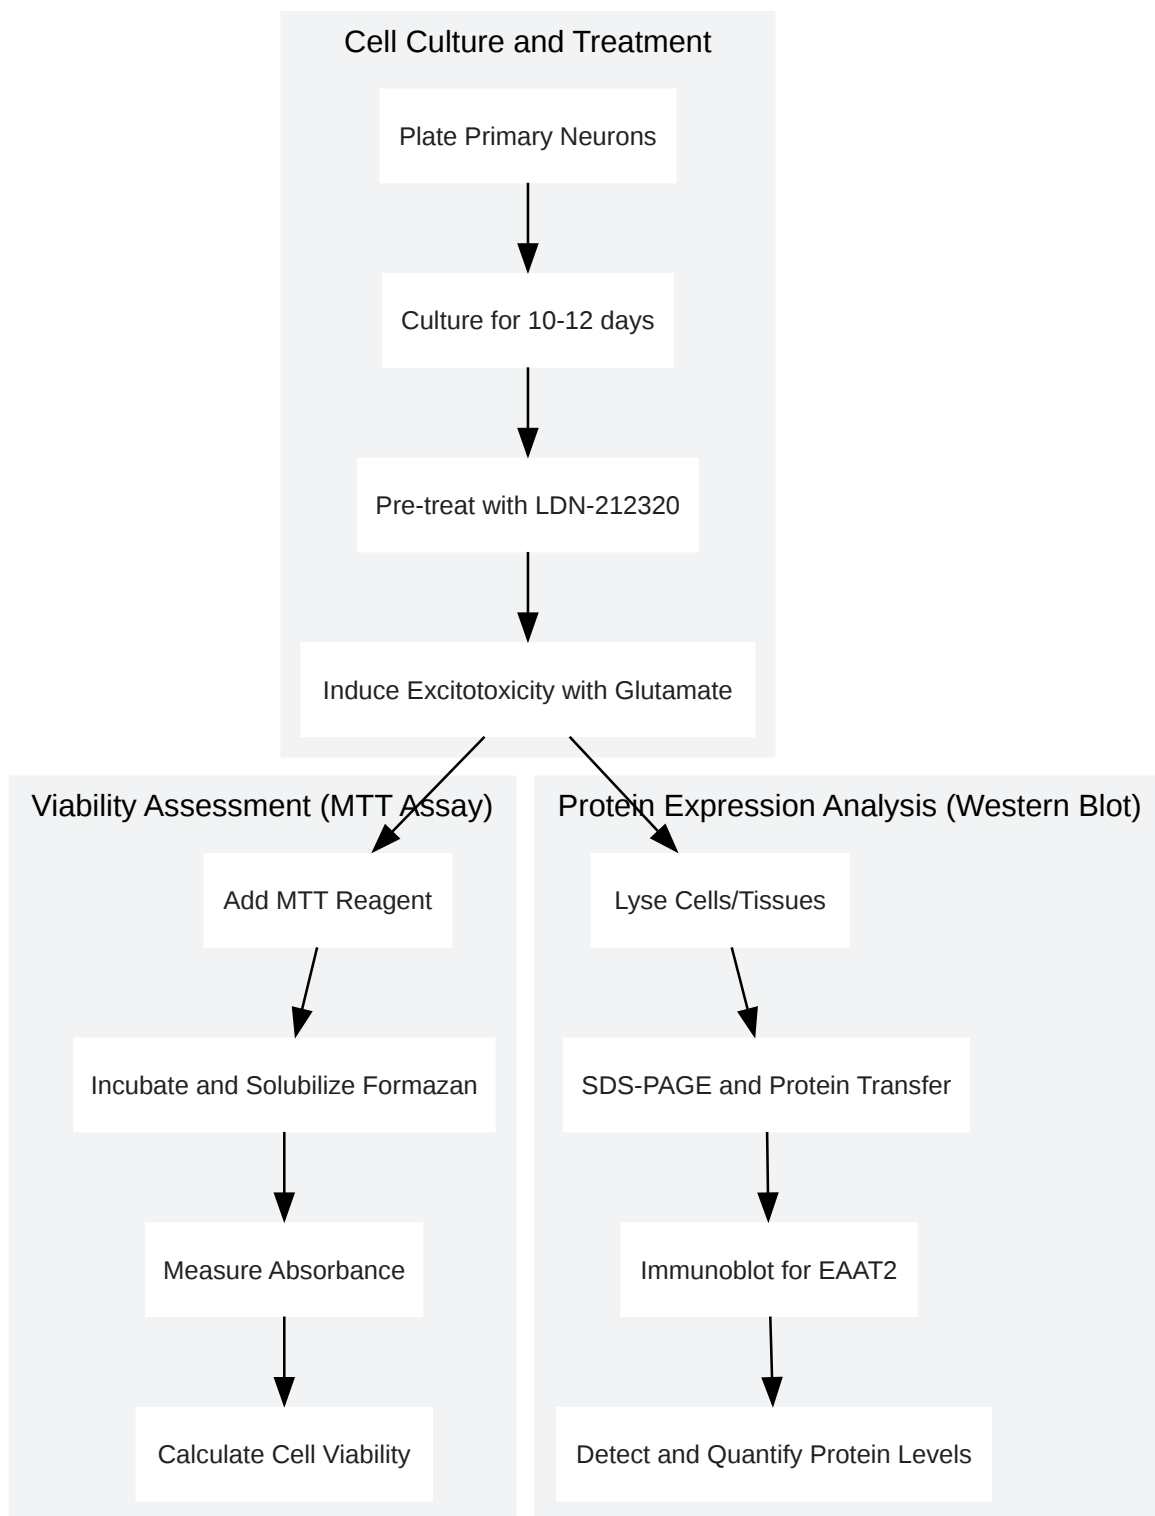 Cell Culture and Treatment
Plate Primary Neurons
Culture for 10-12 days
Pre-treat with LDN-212320
Induce Excitotoxicity with Glutamate
Viability Assessment (MTT Assay)
Add MTT Reagent
Incubate and Solubilize Formazan
Measure Absorbance
Calculate Cell Viability
Protein Expression Analysis (Western Blot)
Lyse Cells/Tissues
SDS-PAGE and Protein Transfer
Immunoblot for EAAT2
Detect and Quantify Protein Levels